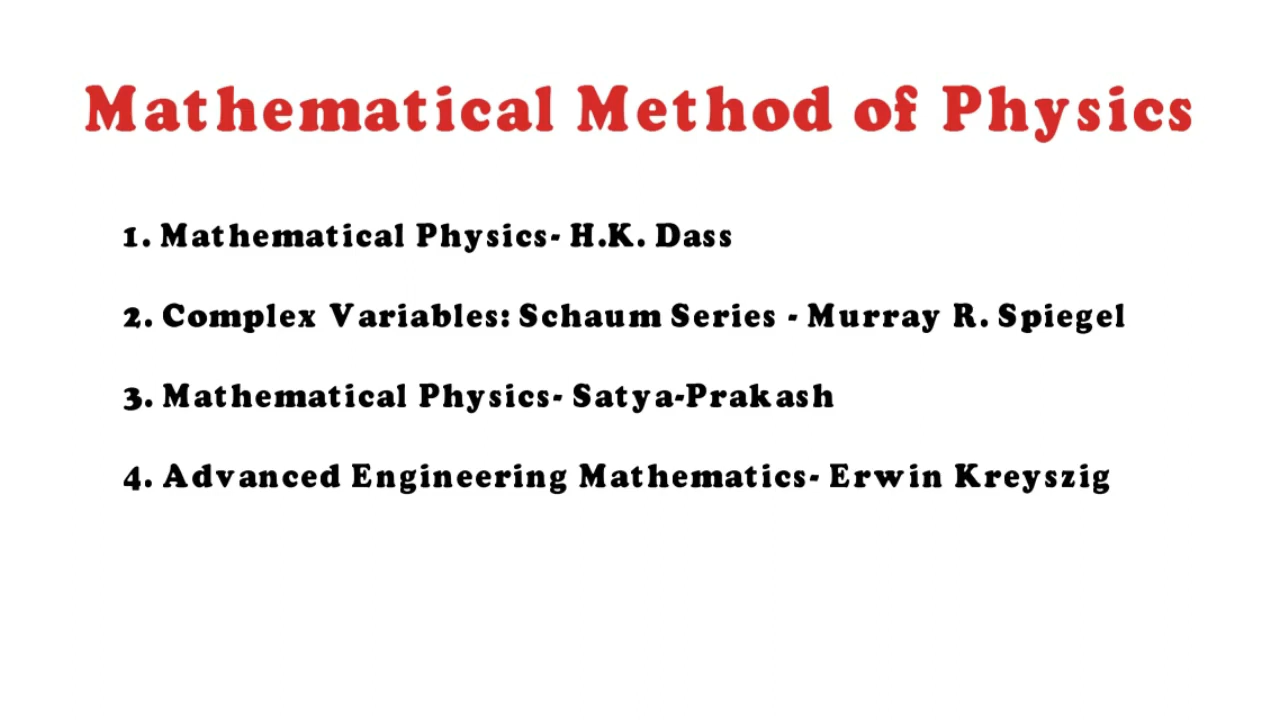 Mathematical Method of Physics
1. Mathematical Physics- H.K. Dass
2. Complex Variables: Schaum Series - Murray R. Spiegel
3. Mathematical Physics- Satya-Prakash
4. Advanced Engineering Mathematics- Erwin Kreyszig